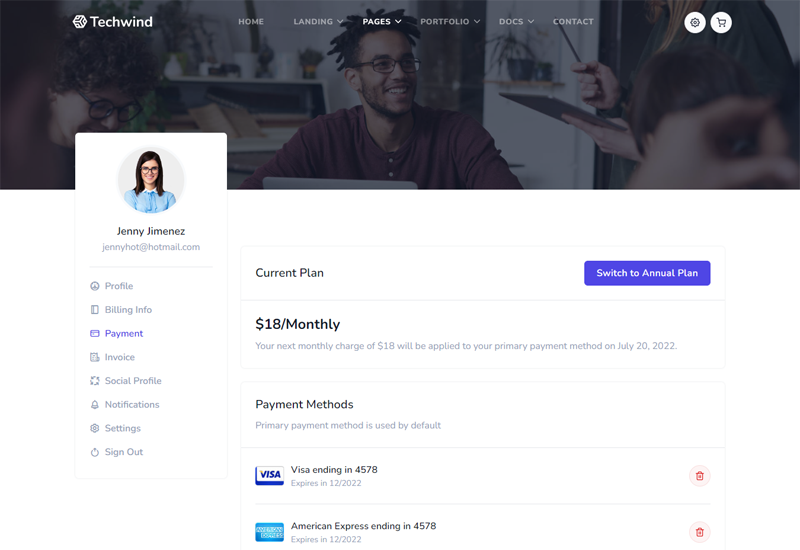 Techwind
HOME
LANDING
PAGES
PORTFOLIO
DOCS
CONTACT
Jenny Jimenez
jennyhot@hotmail.com
Profile
Billing Info
Payment
Invoice
Social Profile
Notifications
Settings
Sign Out
Current Plan
Switch to Annual Plan
$18/Monthly
Your next monthly charge of $18 will be applied to your primary payment method on July 20, 2022.
Payment Methods
Primary payment method is used by default
VISA
Visa ending in 4578
Expires in 12/2022
AMERICAN
EXPRESS
American Express ending in 4578
Expires in 12/2022